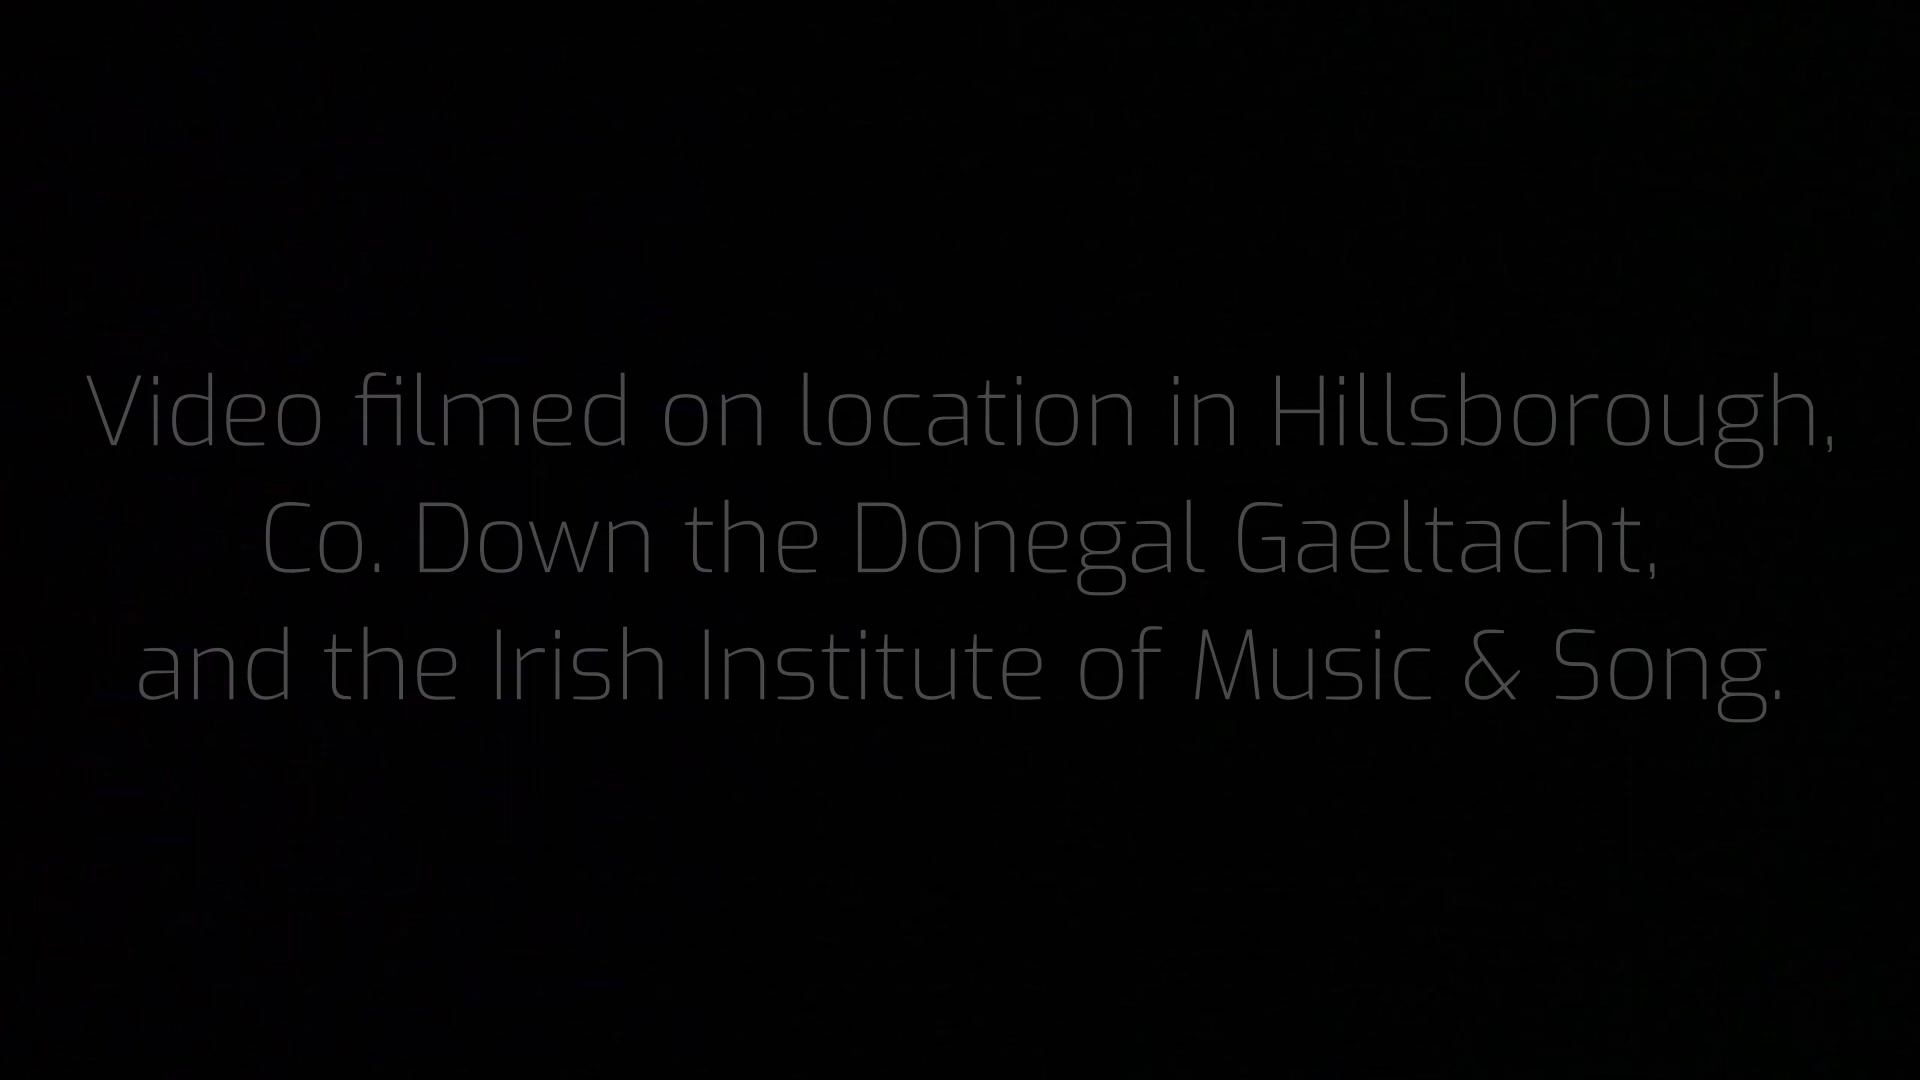 Video filmed on location in Hillsborough,
Co. Down the Donegal Gaeltacht,
and the Irish Institute of Music & Song.